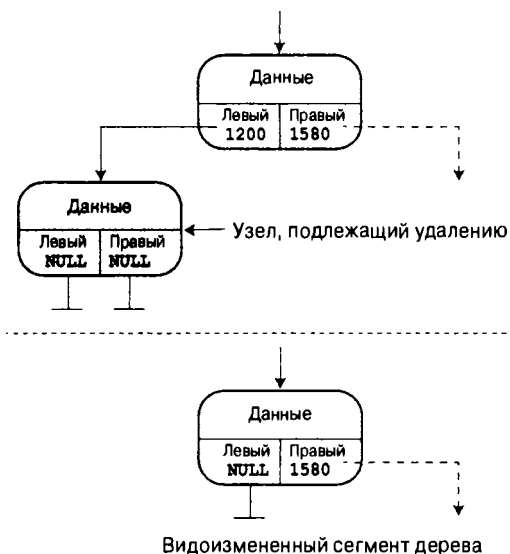 Данные
Левый Правый
1200 1580
Данные
Левый Правый
NULL NULL
Узел, подлежащий удалению
Данные
Левый Правый
NULL 1580
Видоизмененный сегмент дерева